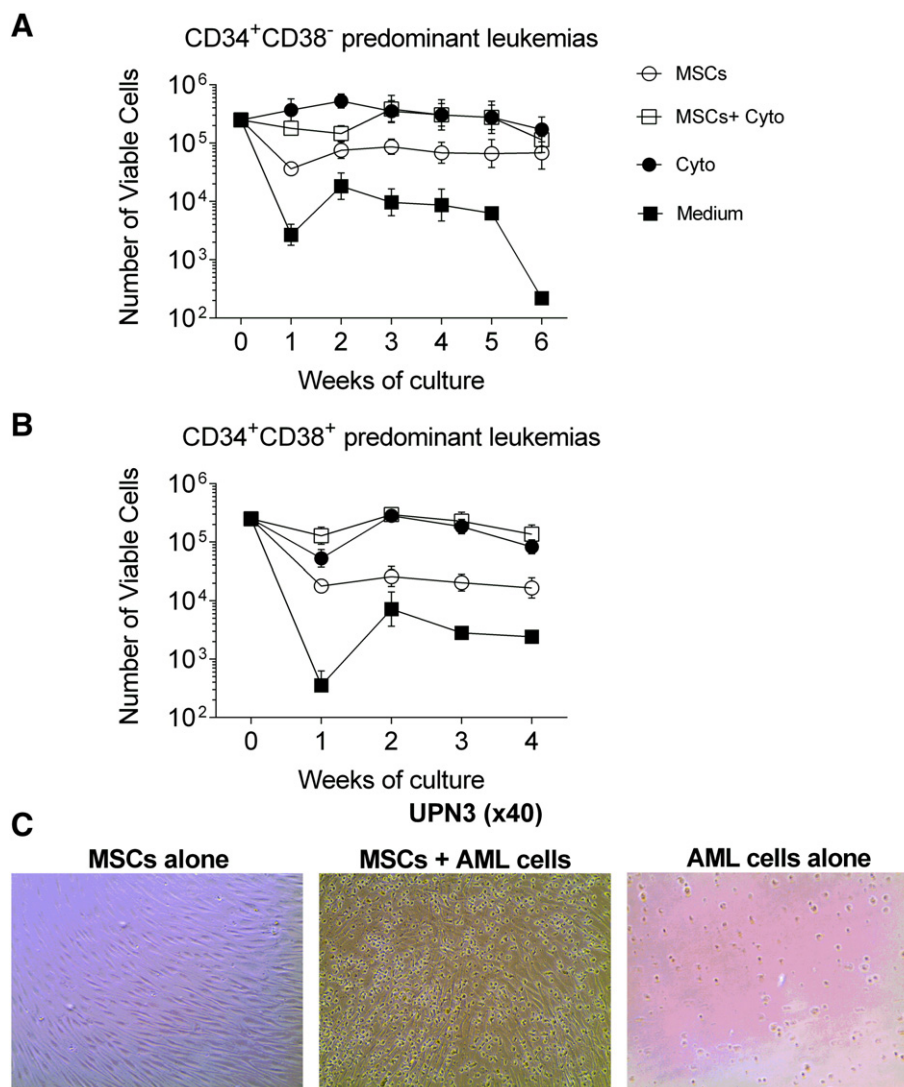 A
CD34⁺CD38⁻ predominant leukemias
Number of Viable Cells
10⁶
10⁵
10⁴
10³
10²
0 1 2 3 4 5 6
Weeks of culture
MSCs
MSCs+ Cyto
Cyto
Medium
B
CD34⁺CD38⁺ predominant leukemias
Number of Viable Cells
10⁶
10⁵
10⁴
10³
10²
0 1 2 3 4
Weeks of culture
UPN3 (x40)
C
MSCs alone
MSCs + AML cells
AML cells alone